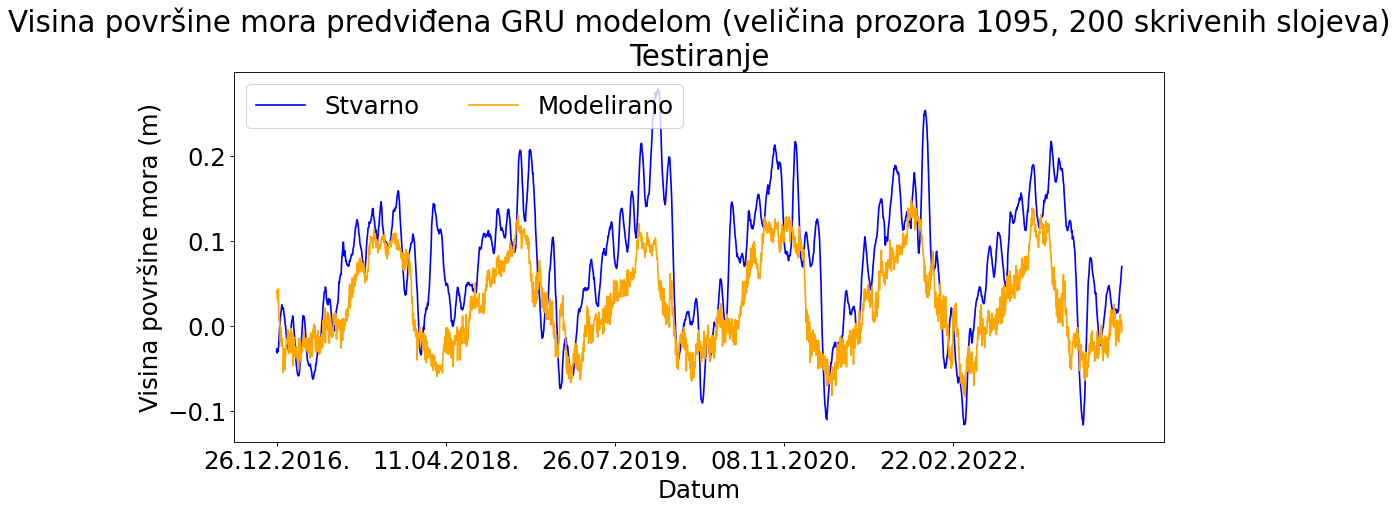 Visina površine mora predviđena GRU modelom (veličina prozora 1095, 200 skrivenih slojeva)
Testiranje
Stvarno
Modelirano
Visina površine mora (m)
0.2
0.1
0.0
−0.1
26.12.2016.
11.04.2018.
26.07.2019.
08.11.2020.
22.02.2022.
Datum